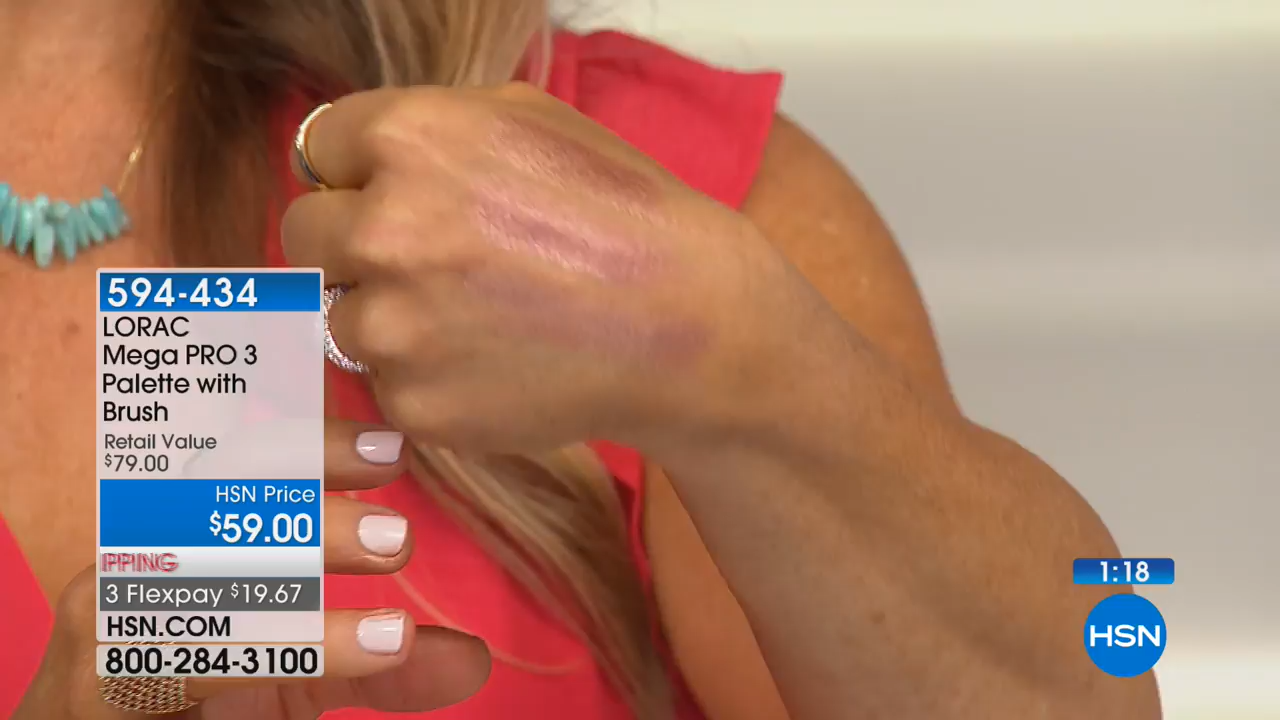 594-434
LORAC
Mega PRO 3
Palette with
Brush
Retail Value
$79.00
HSN Price
$59.00
PPING
3 Flexpay $19.67
HSN.COM
800-284-3100
1:18
HSN